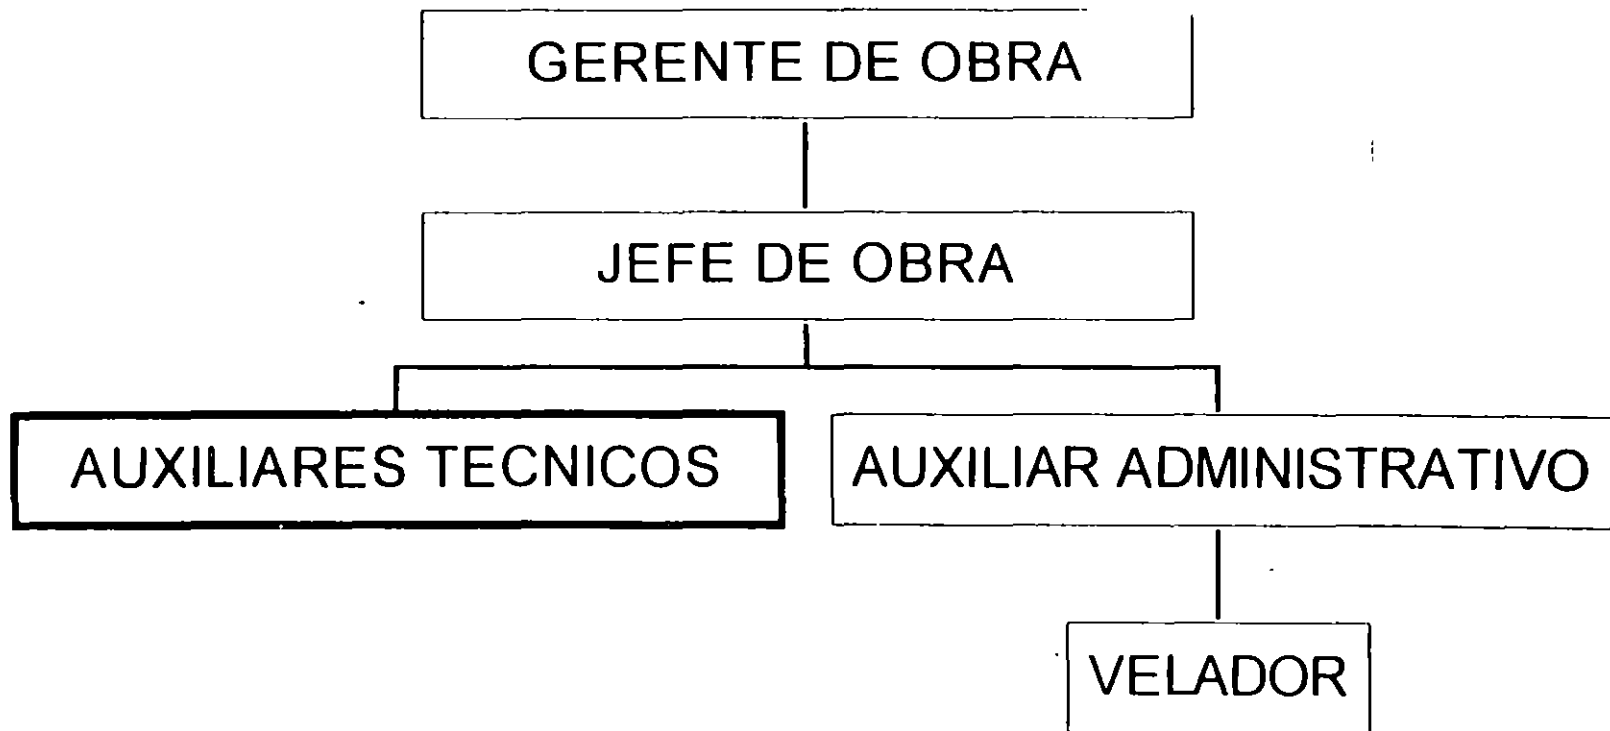 GERENTE DE OBRA
JEFE DE OBRA
AUXILIARES TECNICOS
AUXILIAR ADMINISTRATIVO
VELADOR